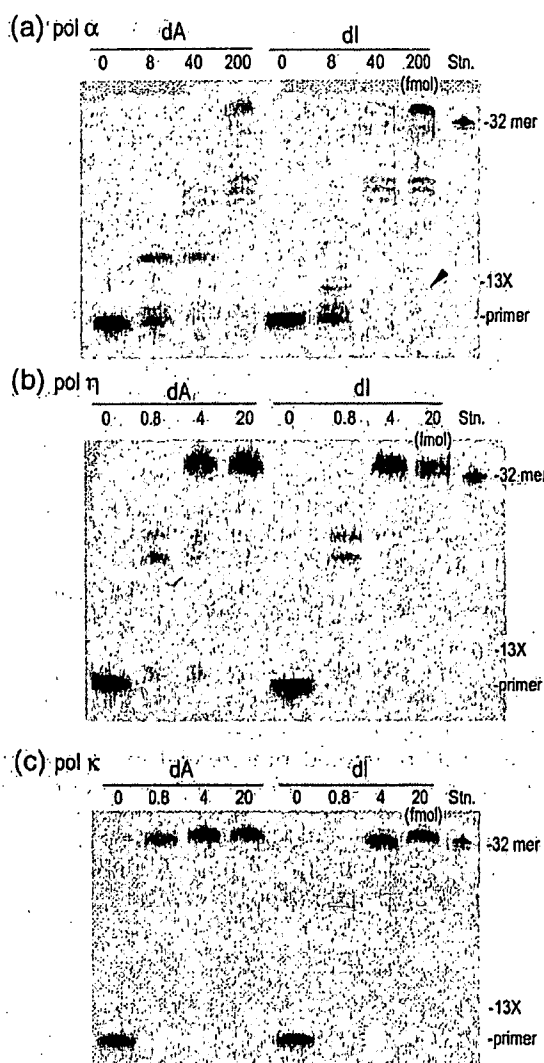 (a) pol α
dA dI
0 8 40 200 0 8 40 200 Stn.
(fmol)
-32 mer
-13X
-primer
(b) pol η
dA dI
0 0.8 4 20 0 0.8 4 20 Stn.
(fmol)
-32 mer
-13X
-primer
(c) pol κ
dA dI
0 0.8 4 20 0 0.8 4 20 Stn.
(fmol)
-32 mer
-13X
-primer